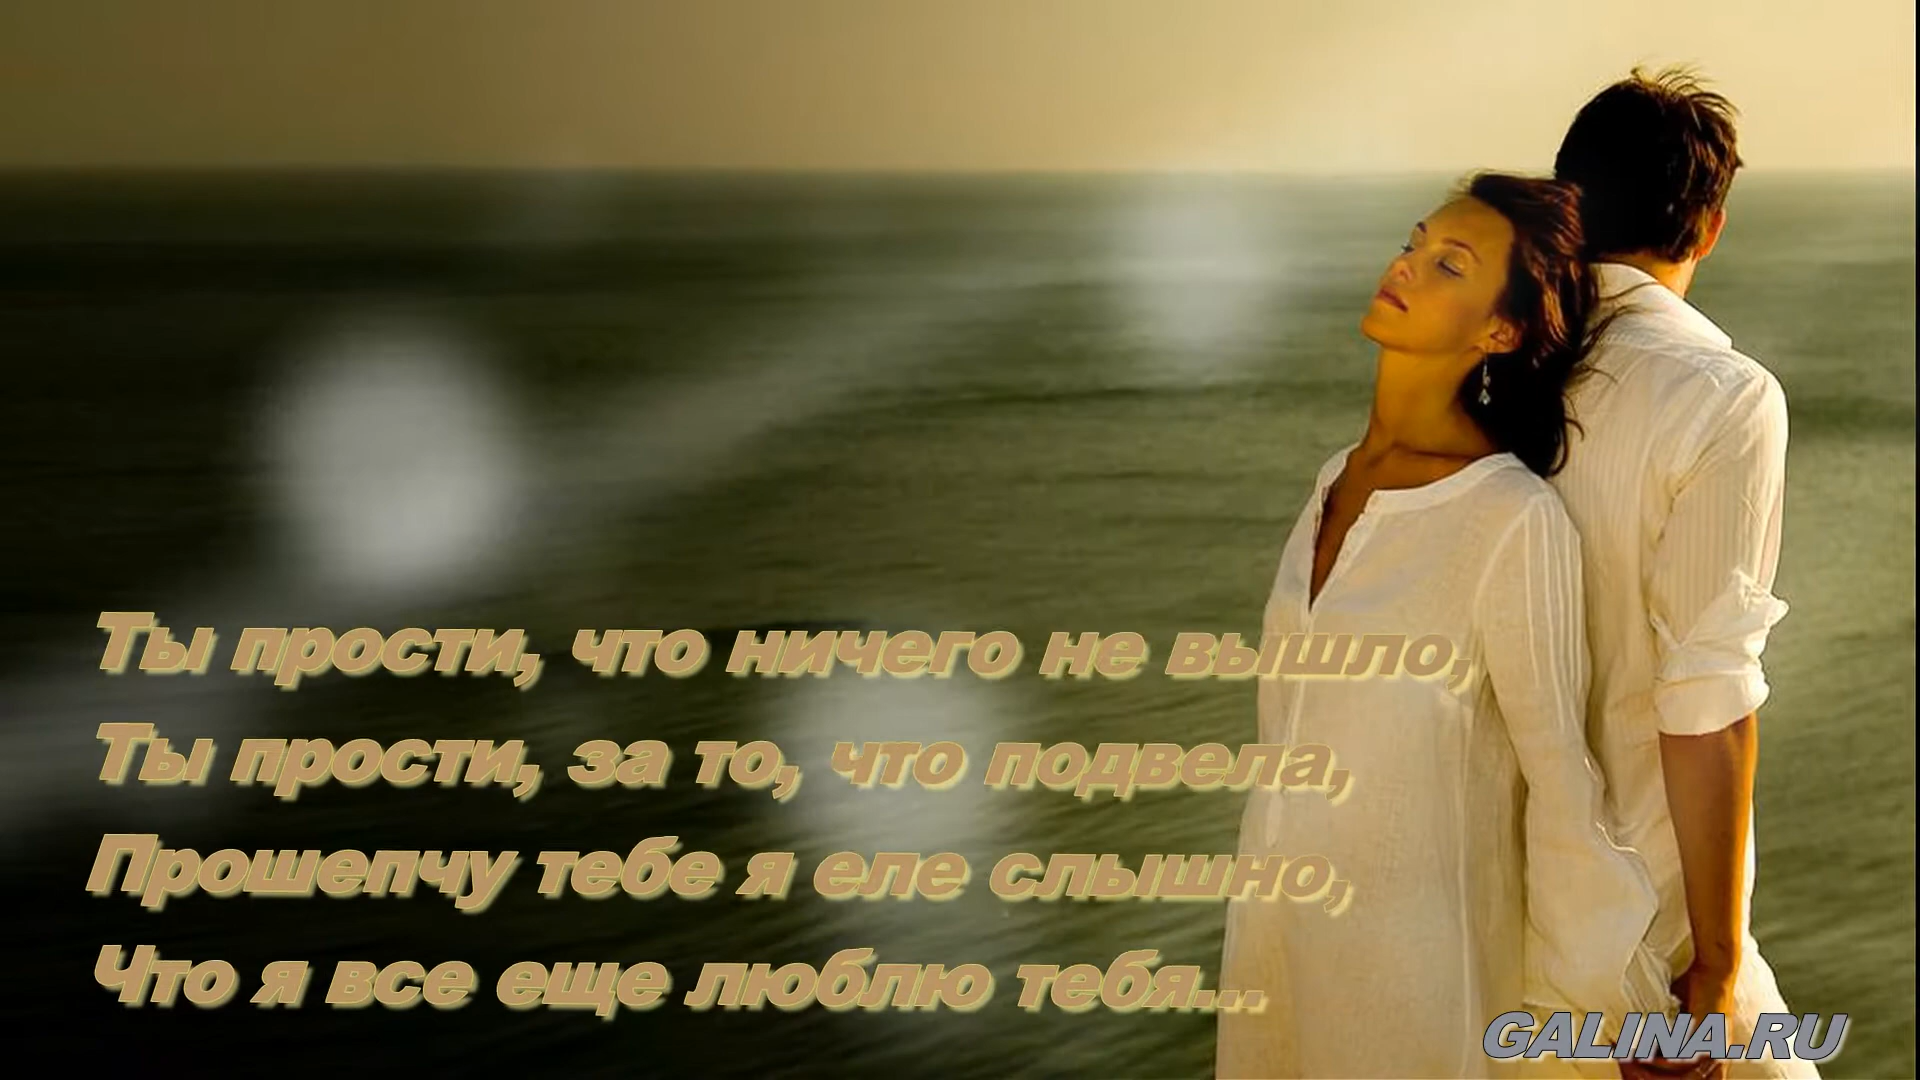 Ты прости, что ничего не вышло,
Ты прости, за то, что подвела,
Прошепчу тебе я еле слышно,
Что я все еще люблю тебя...
GALINA.RU